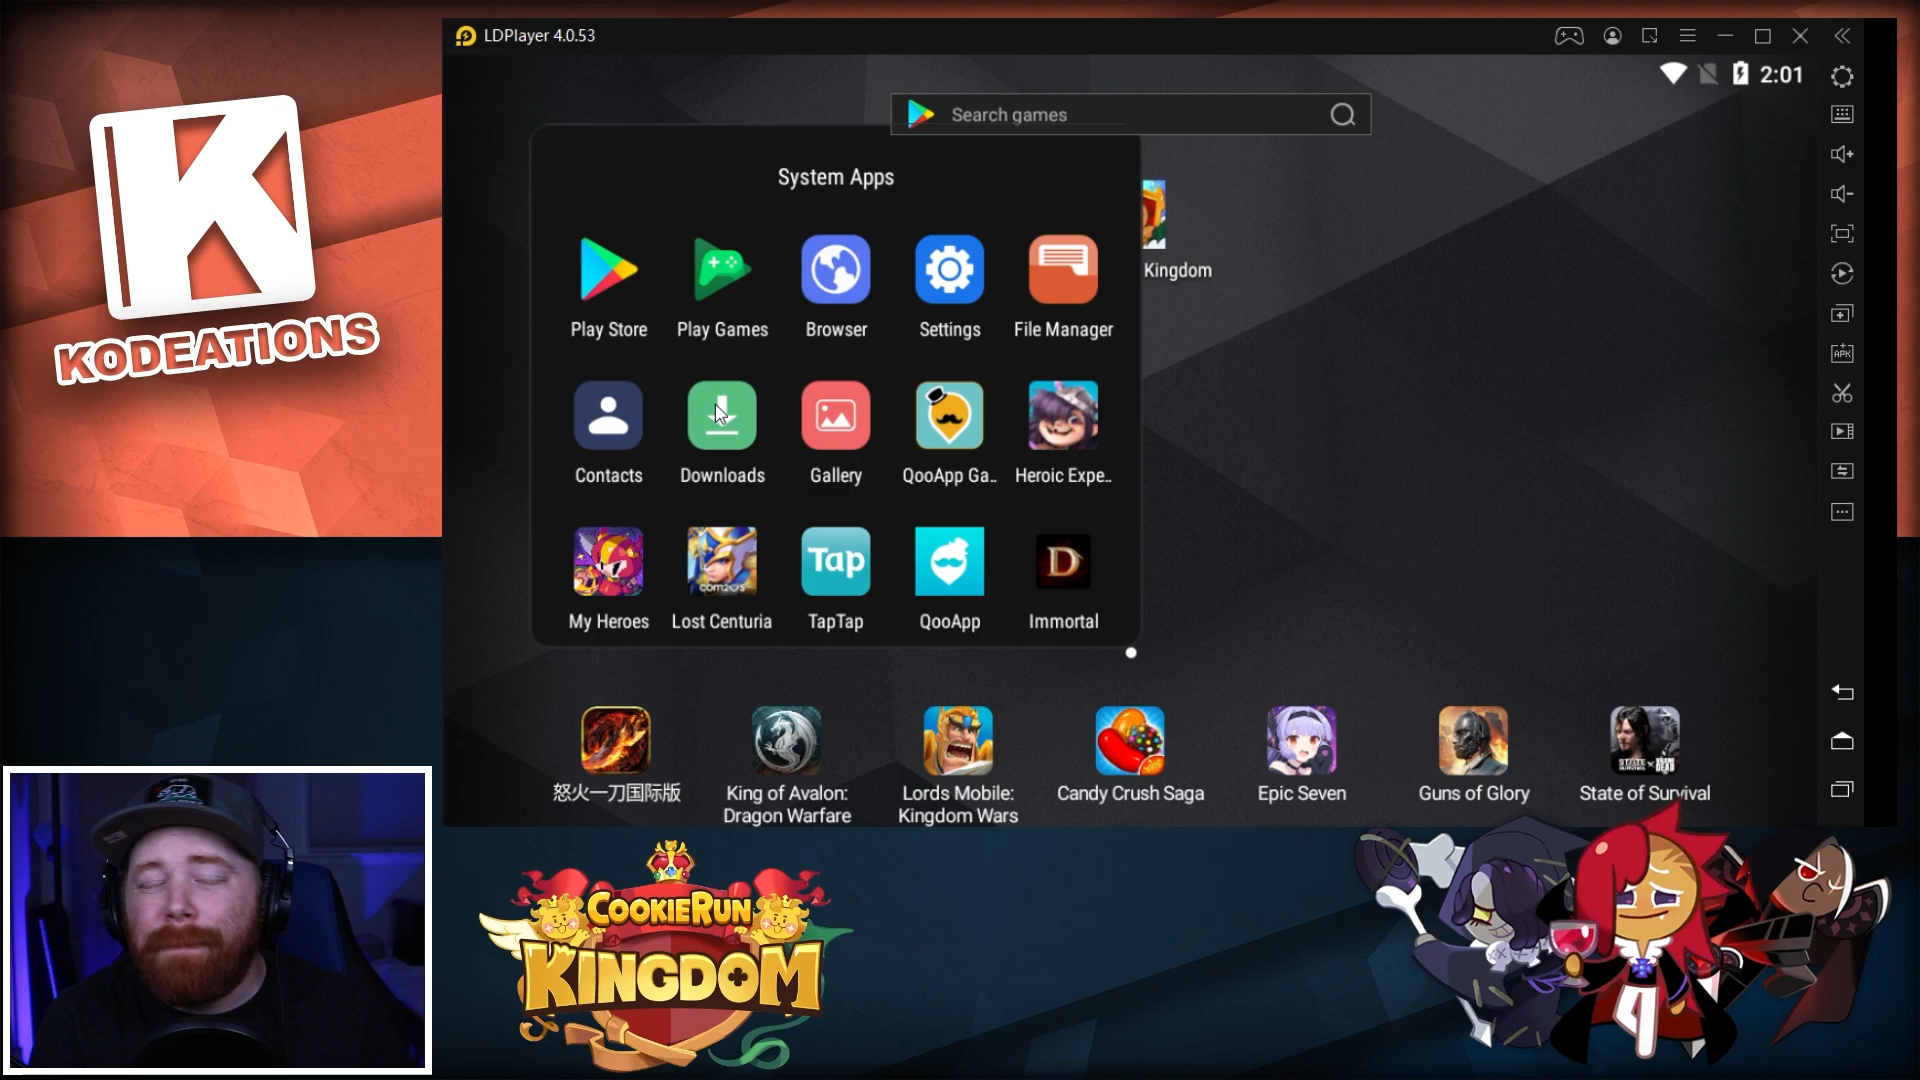 LDPlayer 4.0.53
2:01
Search games
System Apps
Kingdom
Play Store
Play Games
Browser
Settings
File Manager
APK
Contacts
Downloads
Gallery
QooApp Ga..
Heroic Expe..
com2us
Tap
D
My Heroes
Lost Centuria
TapTap
QooApp
Immortal
怒火一刀国际版
King of Avalon:
Dragon Warfare
Lords Mobile:
Kingdom Wars
Candy Crush Saga
Epic Seven
Guns of Glory
State of Survival
K
KODEATIONS
COOKIERUN
KINGDOM